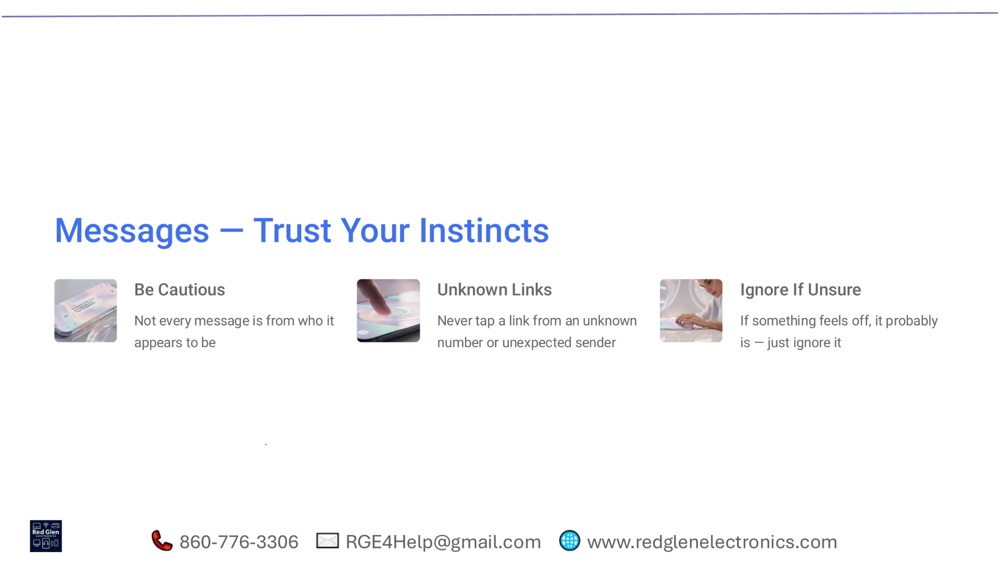 Messages — Trust Your Instincts
Be Cautious
Not every message is from who it
appears to be
Unknown Links
Never tap a link from an unknown
number or unexpected sender
Ignore If Unsure
If something feels off, it probably
is — just ignore it
.
Red Glen
ELECTRONICS
860-776-3306
RGE4Help@gmail.com
www.redglenelectronics.com